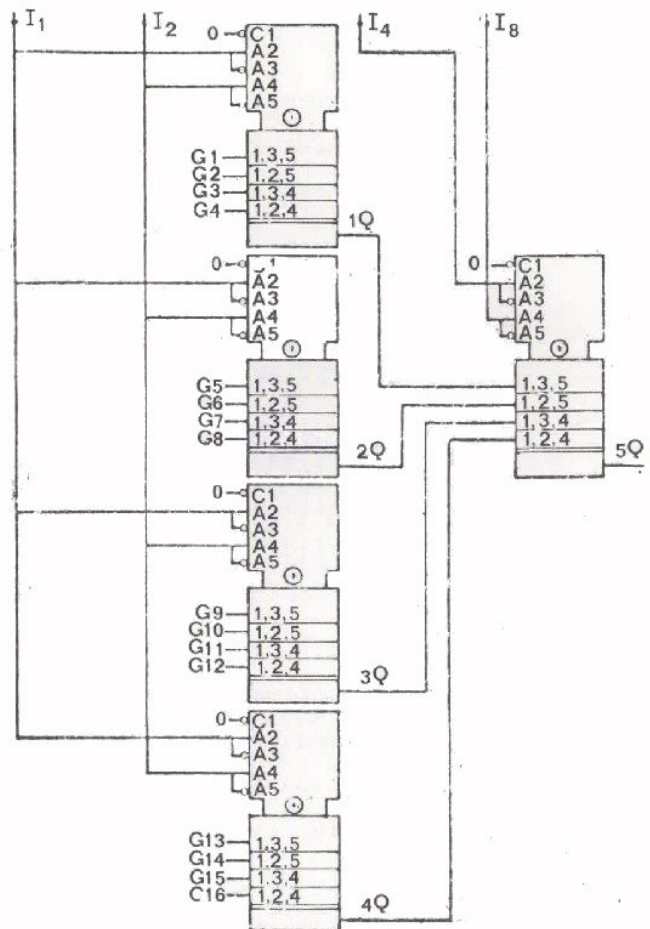 I1 I2 I4 I8
0 C1
A2
A3
A4
A5
G1 1,3,5
G2 1,2,5
G3 1,3,4
G4 1,2,4
1Q
0
A2
A3
A4
A5
G5 1,3,5
G6 1,2,5
G7 1,3,4
G8 1,2,4
2Q
0 C1
A2
A3
A4
A5
G9 1,3,5
G10 1,2,5
G11 1,3,4
G12 1,2,4
3Q
0 C1
A2
A3
A4
A5
G13 1,3,5
G14 1,2,5
G15 1,3,4
C16 1,2,4
4Q
0 C1
A2
A3
A4
A5
1,3,5
1,2,5
1,3,4
1,2,4
5Q